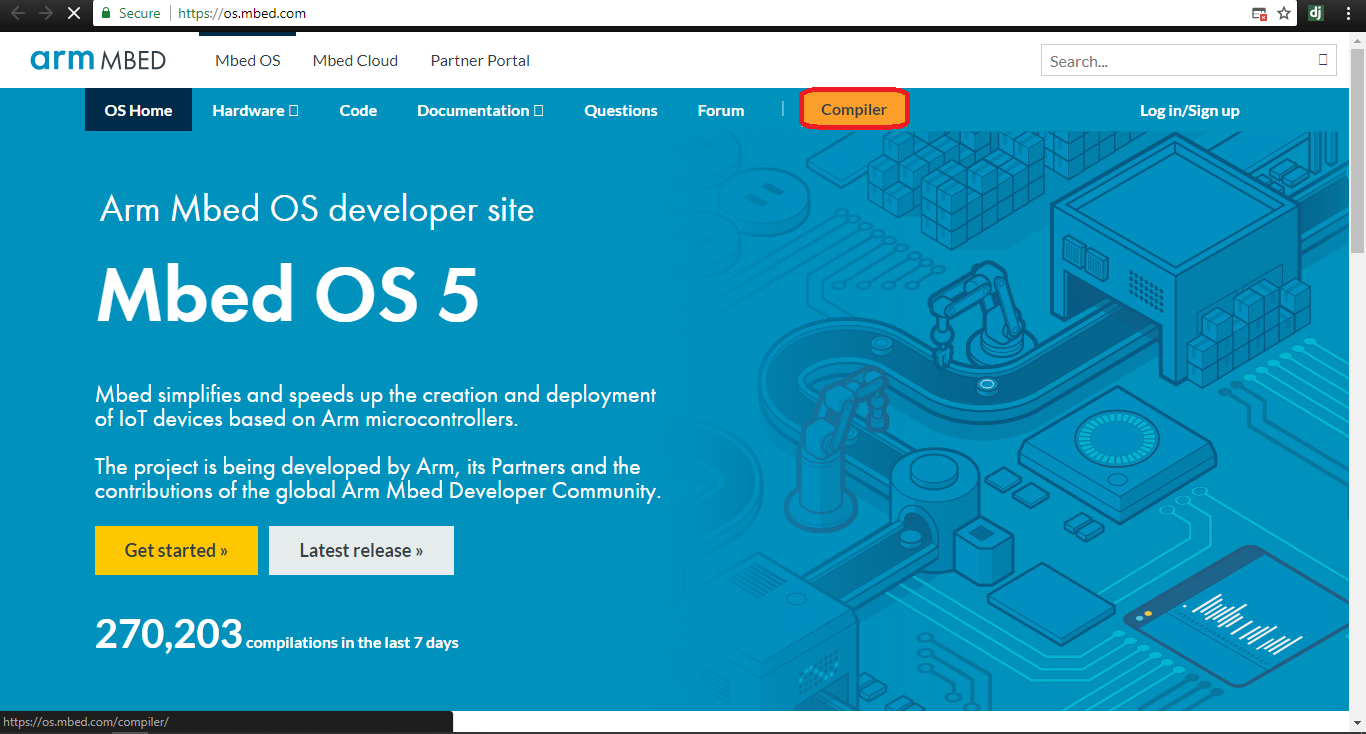 Secure https://os.mbed.com
dj
arm MBED Mbed OS Mbed Cloud Partner Portal Search...
OS Home Hardware Code Documentation Questions Forum | Compiler Log in/Sign up
Arm Mbed OS developer site
Mbed OS 5
Mbed simplifies and speeds up the creation and deployment
of IoT devices based on Arm microcontrollers.
The project is being developed by Arm, its Partners and the
contributions of the global Arm Mbed Developer Community.
Get started » Latest release »
270,203 compilations in the last 7 days
https://os.mbed.com/compiler/